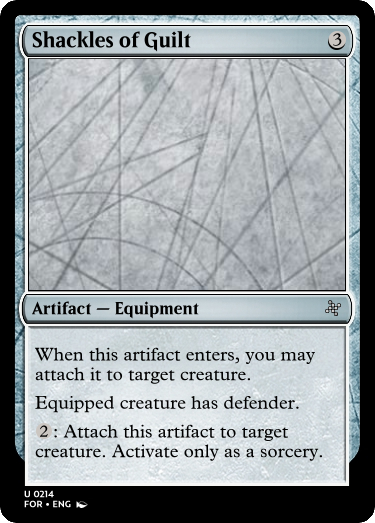 Shackles of Guilt 3
Artifact — Equipment
When this artifact enters, you may
attach it to target creature.
Equipped creature has defender.
2: Attach this artifact to target
creature. Activate only as a sorcery.
U 0214
FOR • ENG